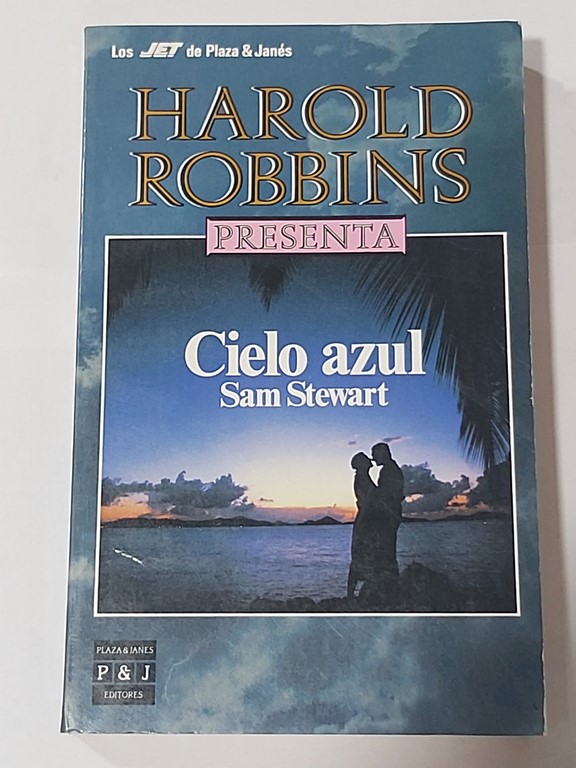 Los JET de Plaza & Janés
HAROLD
ROBBINS
PRESENTA
Cielo azul
Sam Stewart
PLAZA & JANES
P & J
EDITORES